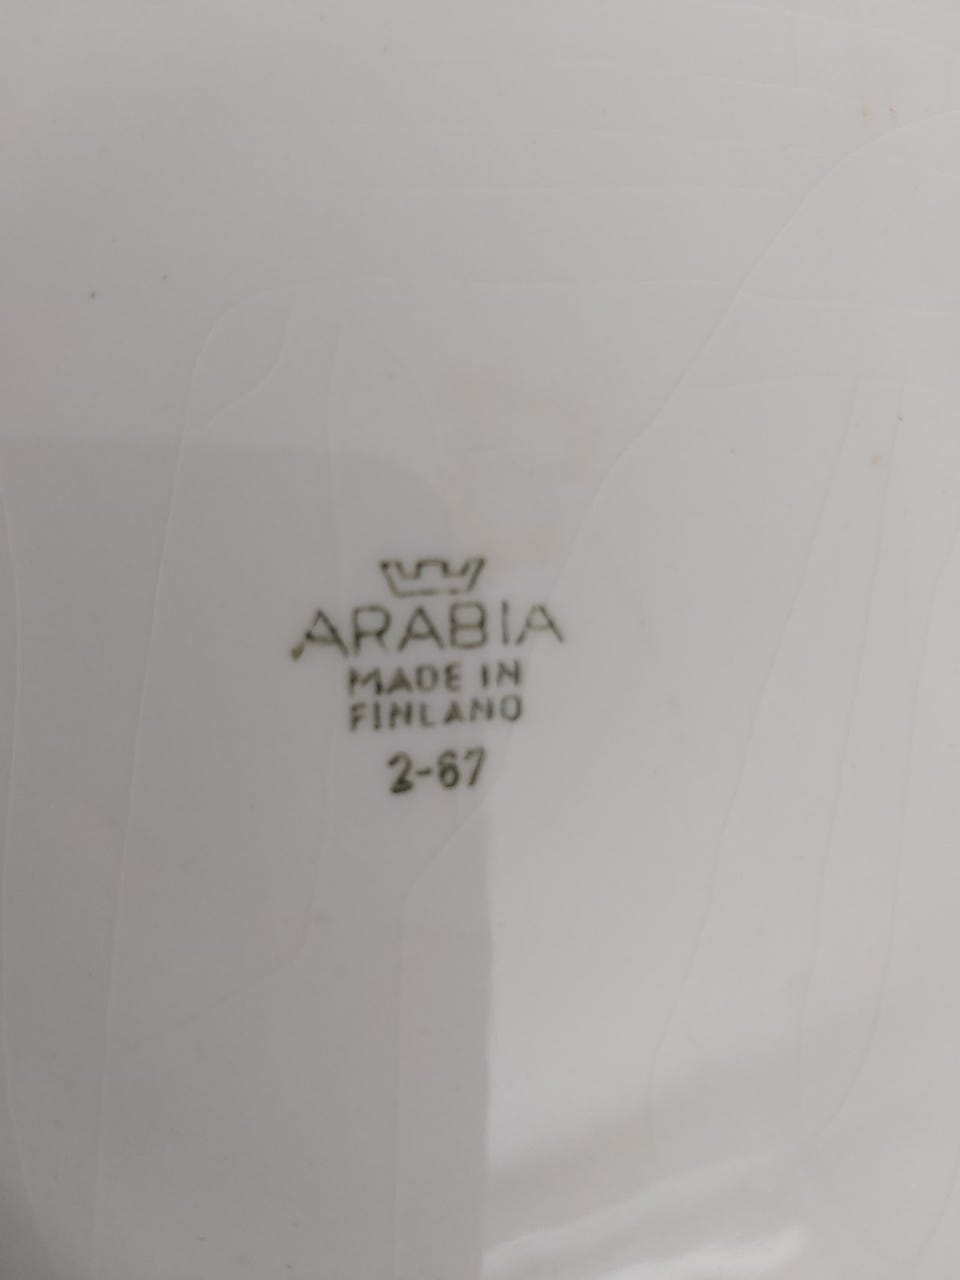 ARABIA
MADE IN
FINLAND
2-67